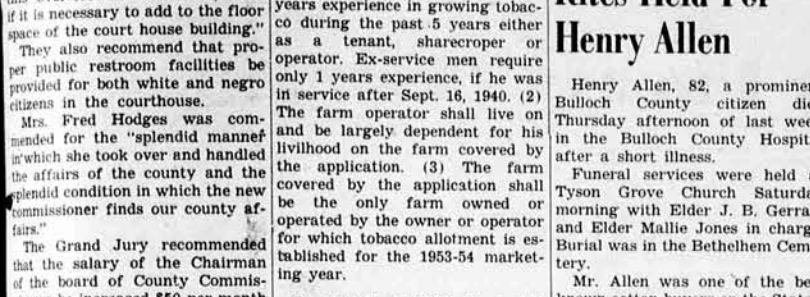 if it is necessary to add to the floor
space of the court house building."
They also recommend that pro-
per public restroom facilities be
provided for both white and negro
citizens in the courthouse.
Mrs. Fred Hodges was com-
mended for the "splendid manner
in which she took over and handled
the affairs of the county and the
splendid condition in which the new
commissioner finds our county af-
fairs."
The Grand Jury recommended
that the salary of the Chairman
of the board of County Commis-
increased $50 per month
years experience in growing tobac-
co during the past 5 years either
as a tenant, sharecroper or
operator. Ex-service men require
only 1 years experience, if he was
in service after Sept. 16, 1940. (2)
The farm operator shall live on
and be largely dependent for his
livilhood on the farm covered by
the application. (3) The farm
covered by the application shall
be the only farm owned or
operated by the owner or operator
for which tobacco allotment is es-
tablished for the 1953-54 market-
ing year.
Henry Allen
Henry Allen, 82, a prominen
Bulloch County citizen di
Thursday afternoon of last wee
in the Bulloch County Hospit
after a short illness.
Funeral services were held
Tyson Grove Church Saturda
morning with Elder J. B. Gerra
and Elder Mallie Jones in charg
Burial was in the Bethelhem Cem
tery.
Mr. Allen was one of the b